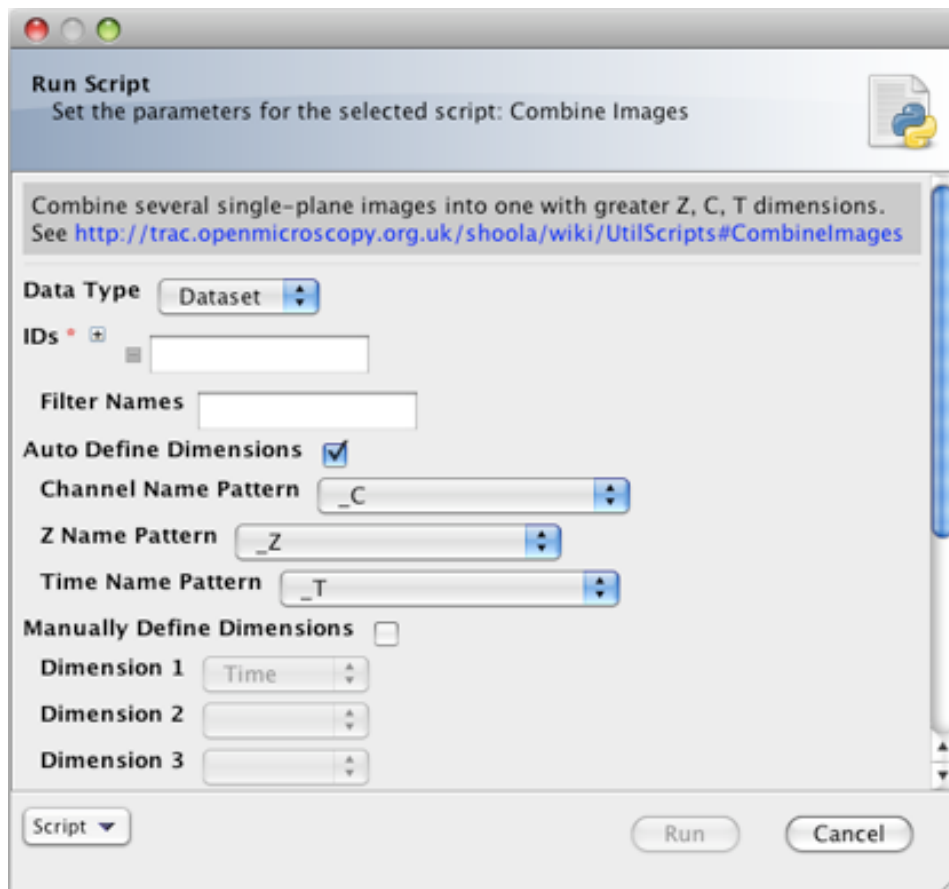 Run Script
Set the parameters for the selected script: Combine Images
Combine several single-plane images into one with greater Z, C, T dimensions.
See http://trac.openmicroscopy.org.uk/shoola/wiki/UtilScripts#CombineImages
Data Type Dataset
IDs *
Filter Names
Auto Define Dimensions
Channel Name Pattern _C
Z Name Pattern _Z
Time Name Pattern _T
Manually Define Dimensions
Dimension 1 Time
Dimension 2
Dimension 3
Script Run Cancel